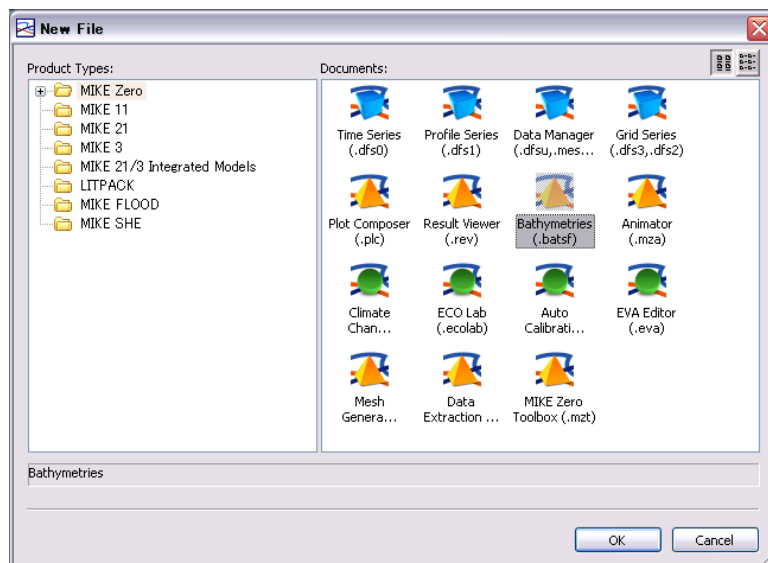 New File
Product Types:
Documents:
MIKE Zero
MIKE 11
MIKE 21
MIKE 3
MIKE 21/3 Integrated Models
LITPACK
MIKE FLOOD
MIKE SHE
Time Series
(.dfs0)
Profile Series
(.dfs1)
Data Manager
(.dfsu,.mes...
Grid Series
(.dfs3,.dfs2)
Plot Composer
(.plc)
Result Viewer
(.rev)
Bathymetries
(.batsf)
Animator
(.mza)
Climate
Chan...
ECO Lab
(.ecolab)
Auto
Calibrati...
EVA Editor
(.eva)
Mesh
Genera...
Data
Extraction ...
MIKE Zero
Toolbox (.mzt)
Bathymetries
OK
Cancel